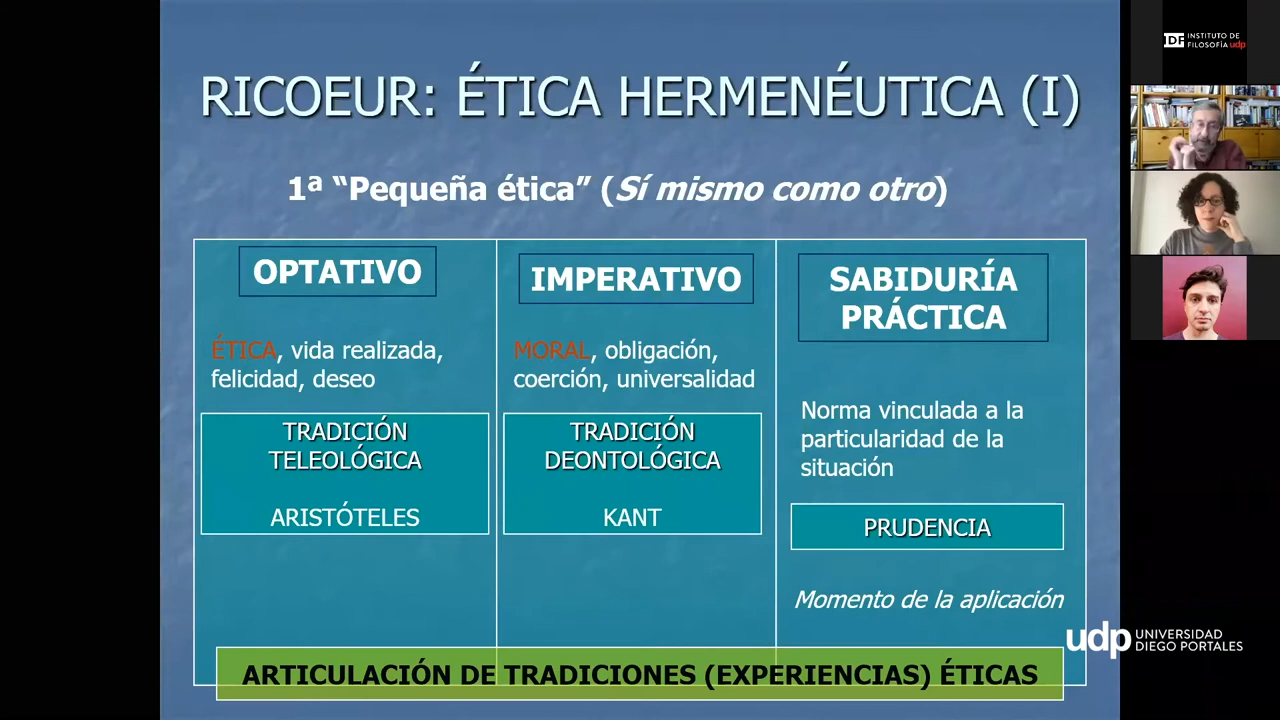 RICOEUR: ÉTICA HERMENÉUTICA (I)
1ª “Pequeña ética” (Sí mismo como otro)
OPTATIVO
ÉTICA, vida realizada,
felicidad, deseo
TRADICIÓN
TELEOLÓGICA
ARISTÓTELES
IMPERATIVO
MORAL, obligación,
coerción, universalidad
TRADICIÓN
DEONTOLÓGICA
KANT
SABIDURÍA
PRÁCTICA
Norma vinculada a la
particularidad de la
situación
PRUDENCIA
Momento de la aplicación
ARTICULACIÓN DE TRADICIONES (EXPERIENCIAS) ÉTICAS
IDF INSTITUTO DE
FILOSOFÍA udp
udp UNIVERSIDAD
DIEGO PORTALES